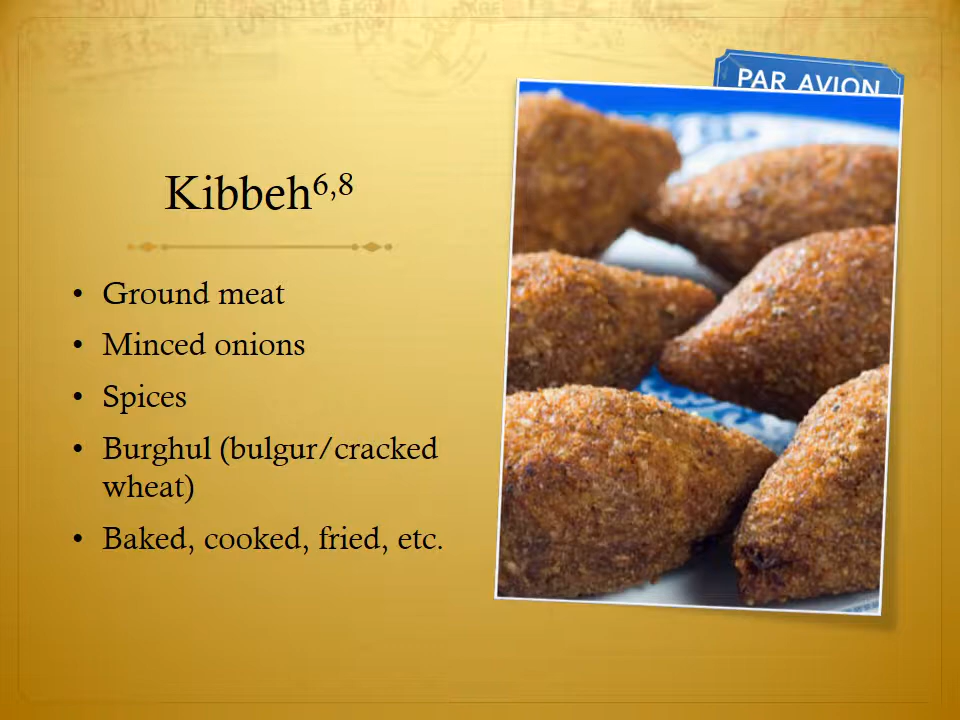 PAR AVION
Kibbeh6,8
• Ground meat
• Minced onions
• Spices
• Burghul (bulgur/cracked
wheat)
• Baked, cooked, fried, etc.